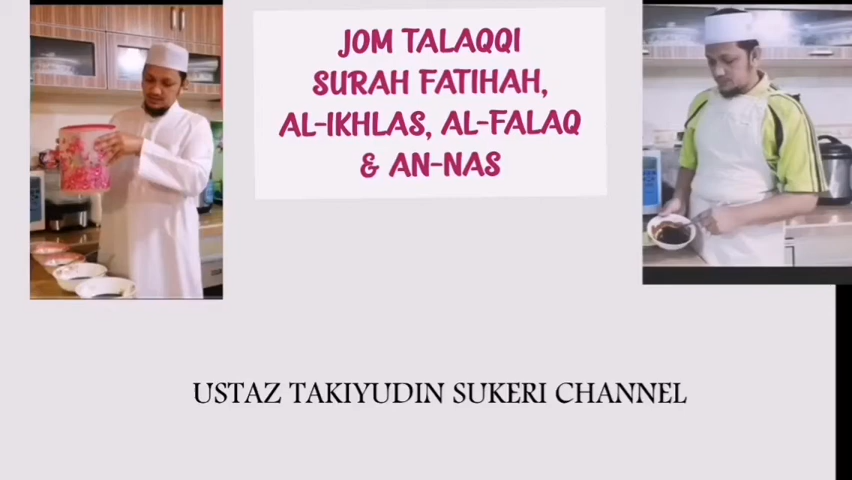 JOM TALAQQI
SURAH FATIHAH,
AL-IKHLAS, AL-FALAQ
& AN-NAS
USTAZ TAKIYUDIN SUKERI CHANNEL